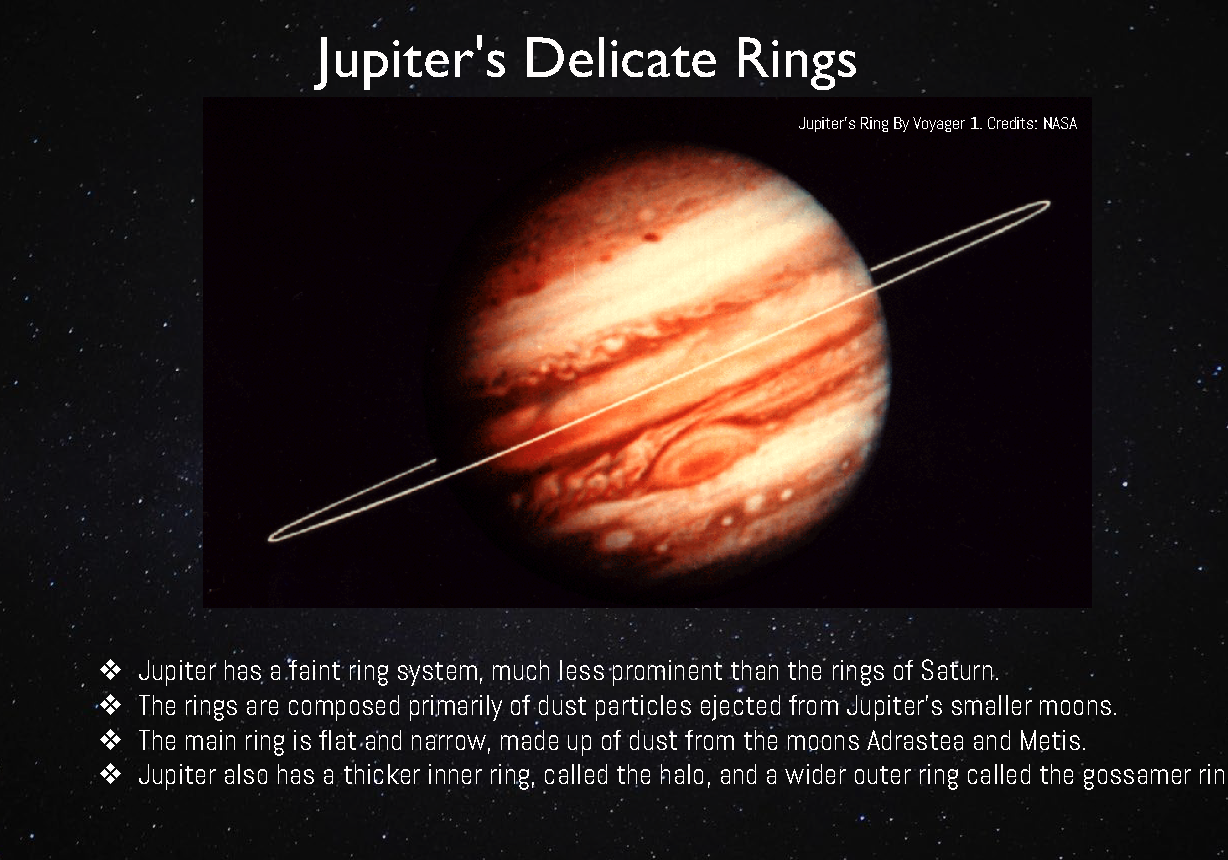 Jupiter's Delicate Rings
Jupiter's Ring By Voyager 1. Credits: NASA
❖ Jupiter has a faint ring system, much less prominent than the rings of Saturn.
❖ The rings are composed primarily of dust particles ejected from Jupiter's smaller moons.
❖ The main ring is flat and narrow, made up of dust from the moons Adrastea and Metis.
❖ Jupiter also has a thicker inner ring, called the halo, and a wider outer ring called the gossamer rin